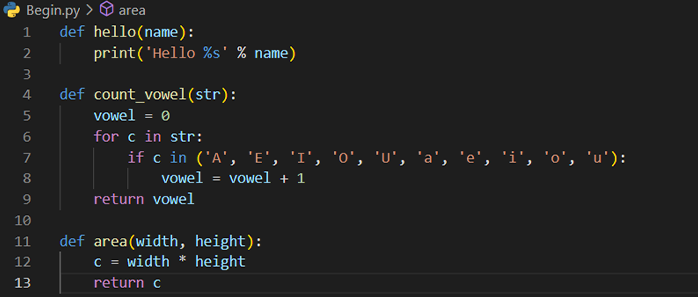 Begin.py > area
1 def hello(name):
2     print('Hello %s' % name)
3
4 def count_vowel(str):
5     vowel = 0
6     for c in str:
7         if c in ('A', 'E', 'I', 'O', 'U', 'a', 'e', 'i', 'o', 'u'):
8             vowel = vowel + 1
9     return vowel
10
11 def area(width, height):
12     c = width * height
13     return c